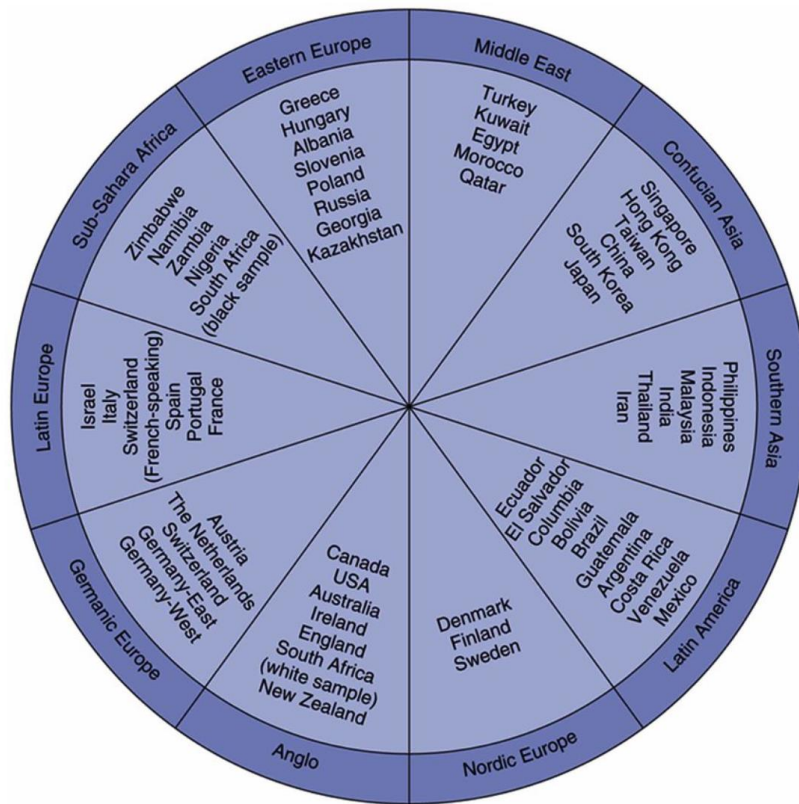 Eastern Europe
Greece
Hungary
Albania
Slovenia
Poland
Russia
Georgia
Kazakhstan
Middle East
Turkey
Kuwait
Egypt
Morocco
Qatar
Confucian Asia
Singapore
Hong Kong
Taiwan
China
South Korea
Japan
Southern Asia
Philippines
Indonesia
Malaysia
India
Thailand
Iran
Latin America
Ecuador
El Salvador
Columbia
Bolivia
Brazil
Guatemala
Argentina
Costa Rica
Venezuela
Mexico
Nordic Europe
Denmark
Finland
Sweden
Anglo
Canada
USA
Australia
Ireland
England
South Africa
(white sample)
New Zealand
Germanic Europe
Austria
The Netherlands
Switzerland
Germany-East
Germany-West
Latin Europe
Israel
Italy
Switzerland
(French-speaking)
Spain
Portugal
France
Sub-Sahara Africa
Zimbabwe
Namibia
Zambia
Nigeria
South Africa
(black sample)